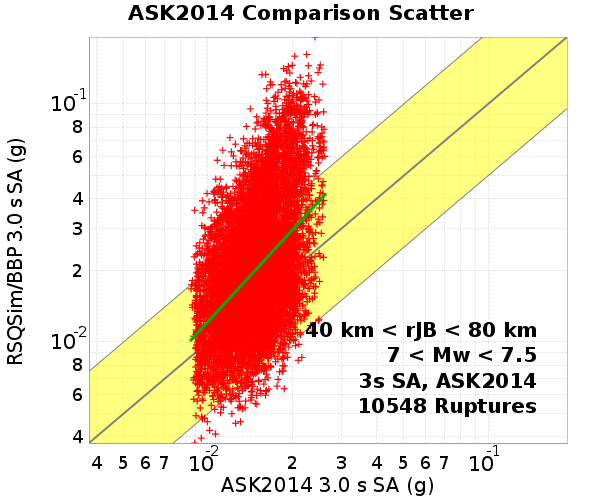 ASK2014 Comparison Scatter
RSQSim/BBP 3.0 s SA (g)
10-1
8
6
4
3
2
10-2
8
6
4
40 km < rJB < 80 km
7 < Mw < 7.5
3s SA, ASK2014
10548 Ruptures
4 5 6 7 10-2 2 3 4 5 6 7 10-1
ASK2014 3.0 s SA (g)